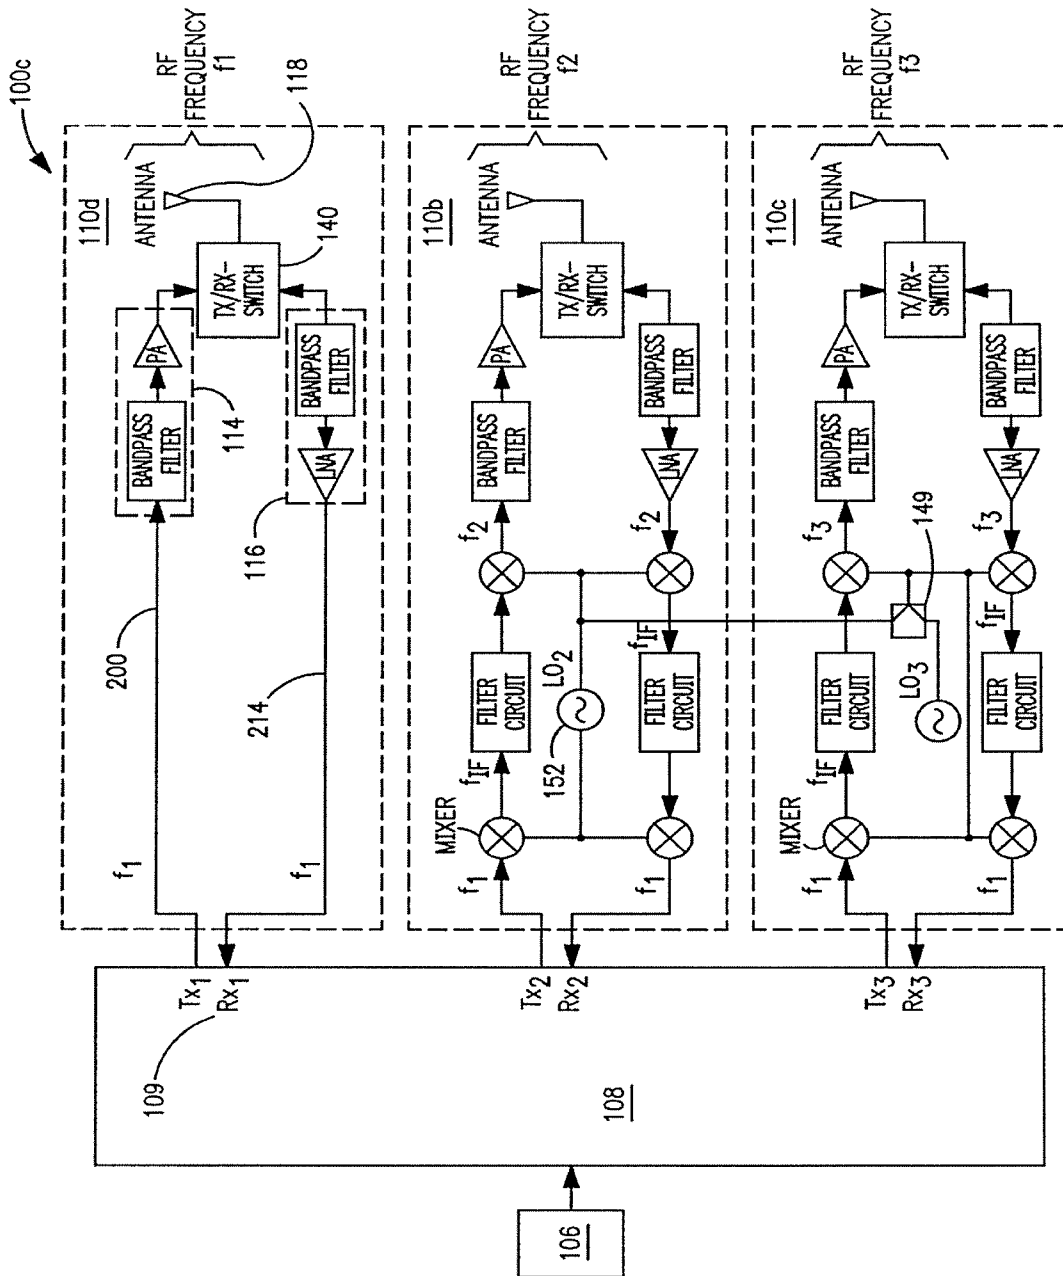 100c
106
108
109
Tx1
Rx1
Tx2
Rx2
Tx3
Rx3
110d
f1
f1
200
214
BANDPASS
FILTER
PA
114
116
LNA
BANDPASS
FILTER
TX/RX-
SWITCH
140
ANTENNA
118
RF
FREQUENCY
f1
110b
f1
f1
MIXER
fIF
FILTER
CIRCUIT
152
LO2
fIF
FILTER
CIRCUIT
f2
f2
BANDPASS
FILTER
PA
LNA
BANDPASS
FILTER
TX/RX-
SWITCH
ANTENNA
RF
FREQUENCY
f2
110c
f1
f1
MIXER
fIF
FILTER
CIRCUIT
LO3
149
fIF
FILTER
CIRCUIT
f3
f3
BANDPASS
FILTER
PA
LNA
BANDPASS
FILTER
TX/RX-
SWITCH
ANTENNA
RF
FREQUENCY
f3